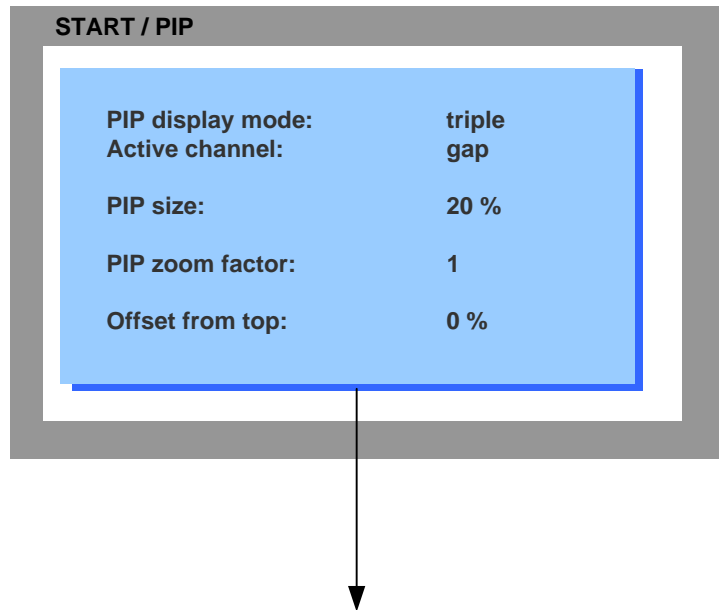 START / PIP
PIP display mode: triple
Active channel: gap
PIP size: 20 %
PIP zoom factor: 1
Offset from top: 0 %